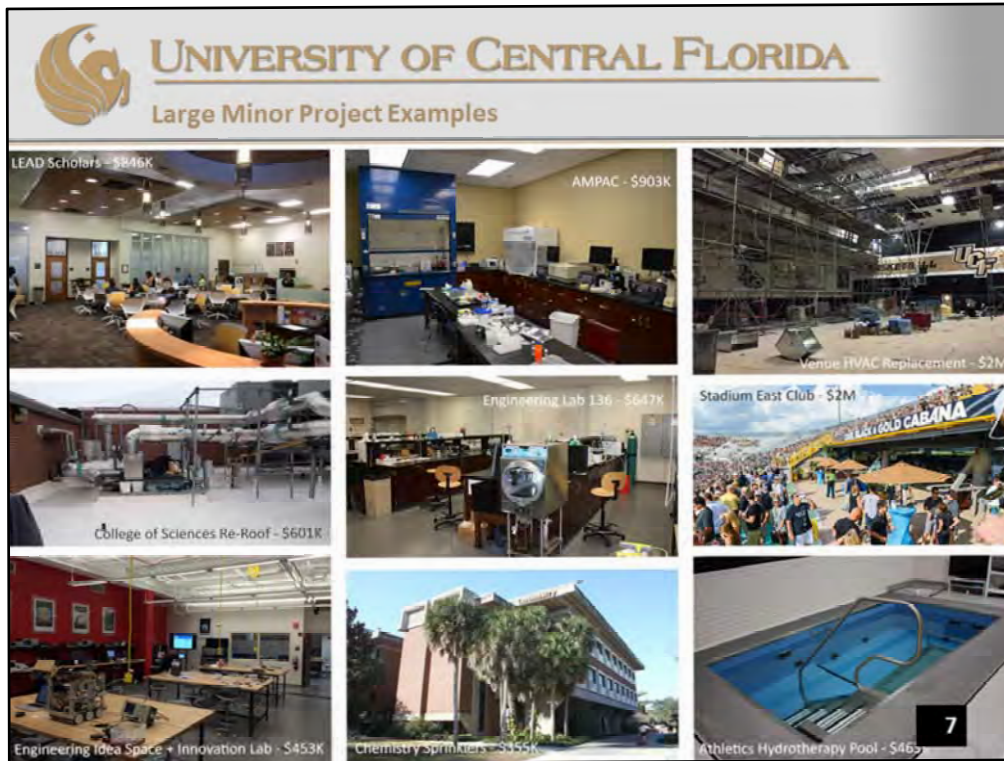 UNIVERSITY OF CENTRAL FLORIDA
Large Minor Project Examples
LEAD Scholars - $846K
AMPAC - $903K
UCF
Venue HVAC Replacement - $2M
College of Sciences Re-Roof - $601K
Engineering Lab 136 - $647K
Stadium East Club - $2M
BLACK & GOLD CABANA
Engineering Idea Space + Innovation Lab - $453K
Chemistry Sprinklers - $355K
Athletics Hydrotherapy Pool -
7